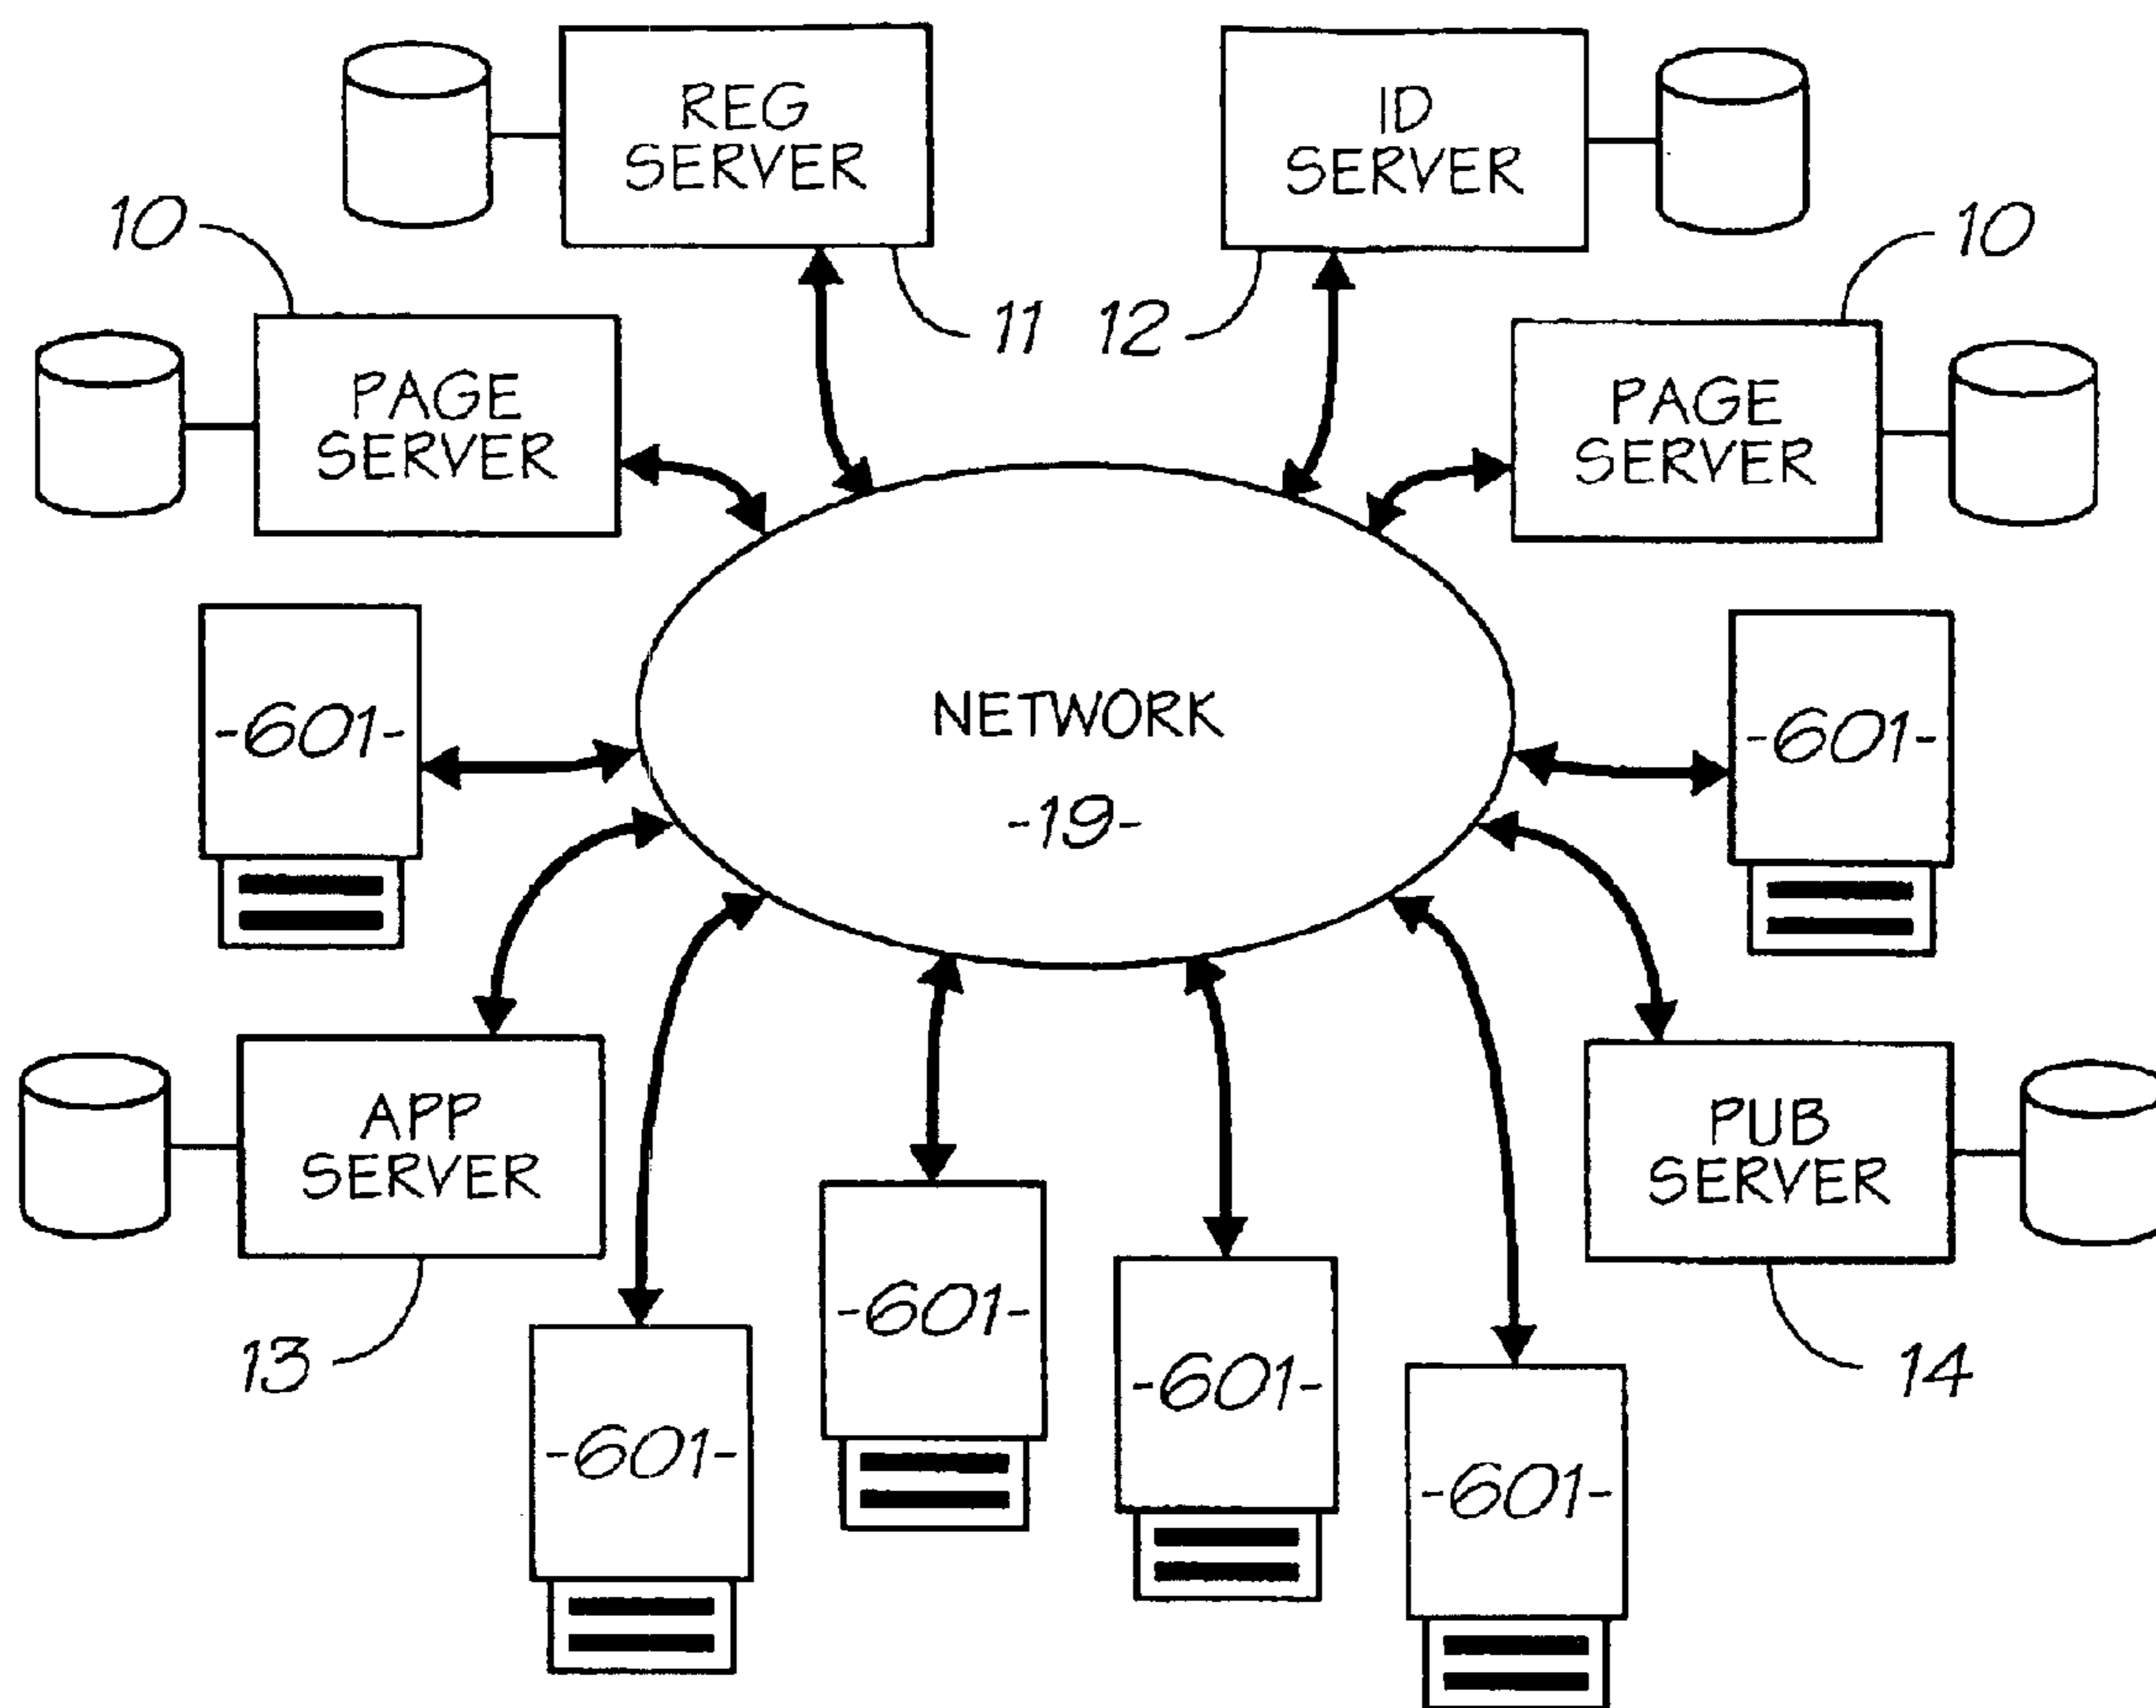 REG
SERVER
ID
SERVER
10
10
11
12
PAGE
SERVER
PAGE
SERVER
-601-
NETWORK
-19-
-601-
APP
SERVER
PUB
SERVER
13
-601-
-601-
-601-
-601-
14